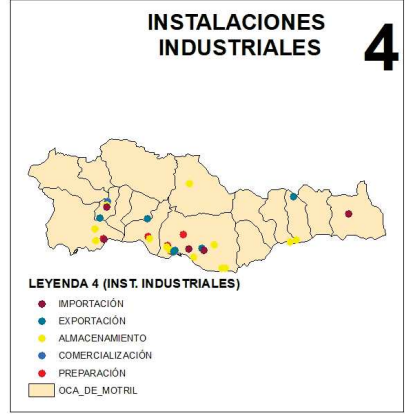 INSTALACIONES
INDUSTRIALES
4
LEYENDA 4 (INST. INDUSTRIALES)
IMPORTACIÓN
EXPORTACIÓN
ALMACENAMIENTO
COMERCIALIZACIÓN
PREPARACIÓN
OCA_DE_MOTRIL